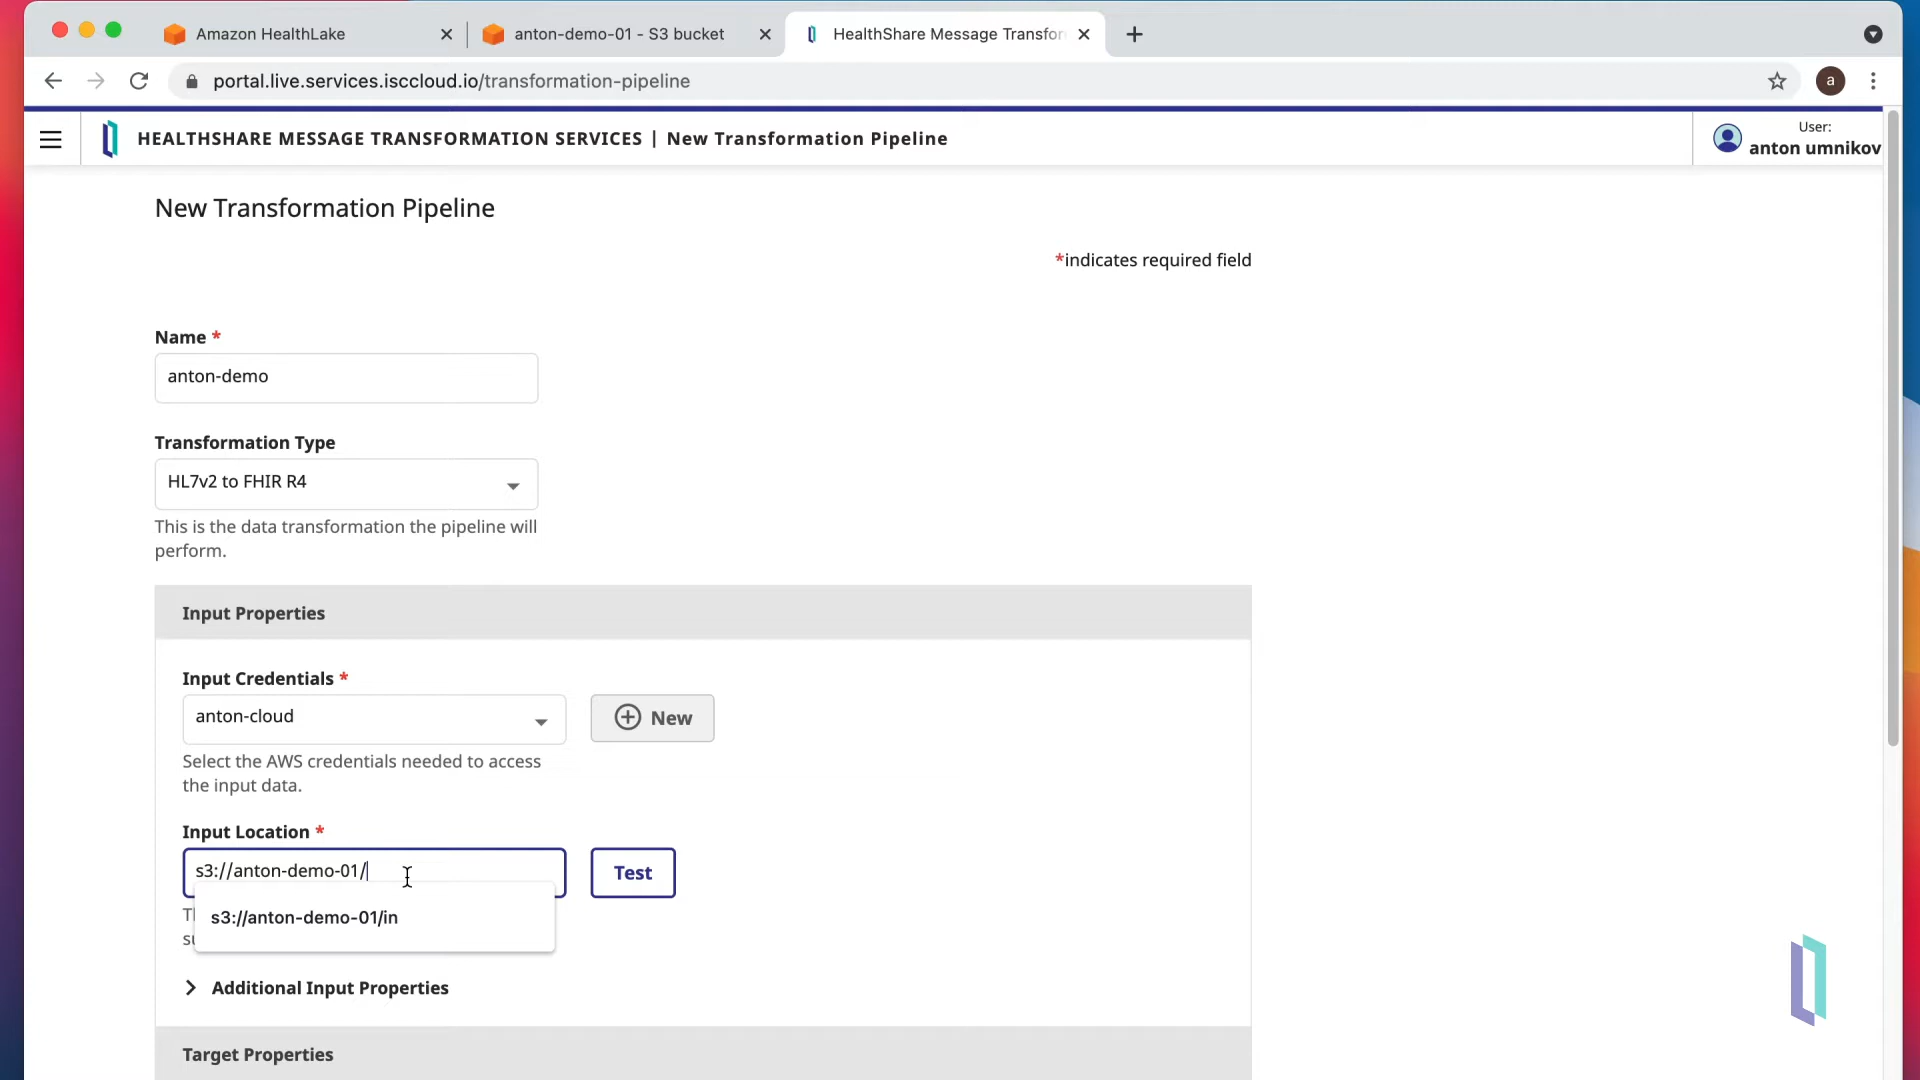 Amazon HealthLake
anton-demo-01 - S3 bucket
HealthShare Message Transfor
portal.live.services.isccloud.io/transformation-pipeline
a
HEALTHSHARE MESSAGE TRANSFORMATION SERVICES | New Transformation Pipeline
User:
anton umnikov
New Transformation Pipeline
*indicates required field
Name *
anton-demo
Transformation Type
HL7v2 to FHIR R4
This is the data transformation the pipeline will
perform.
Input Properties
Input Credentials *
anton-cloud
New
Select the AWS credentials needed to access
the input data.
Input Location *
s3://anton-demo-01/
Test
s3://anton-demo-01/in
Additional Input Properties
Target Properties